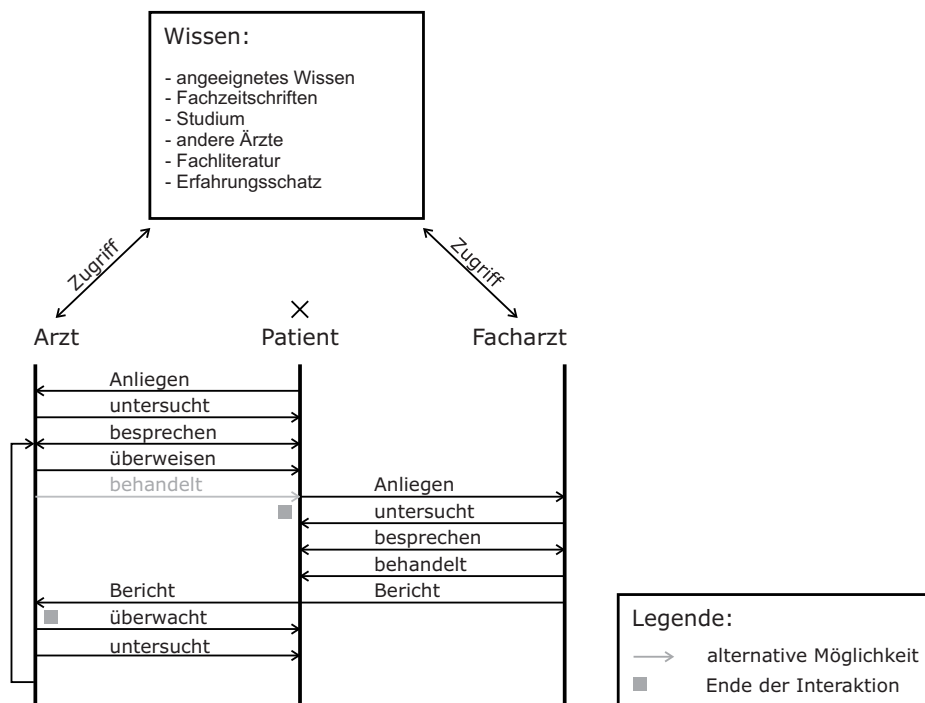 Wissen:
- angeeignetes Wissen
- Fachzeitschriften
- Studium
- andere Ärzte
- Fachliteratur
- Erfahrungsschatz
Zugriff
Zugriff
Arzt
Patient
Facharzt
Anliegen
untersucht
besprechen
überweisen
behandelt
Anliegen
untersucht
besprechen
behandelt
Bericht
Bericht
überwacht
untersucht
Legende:
alternative Möglichkeit
Ende der Interaktion